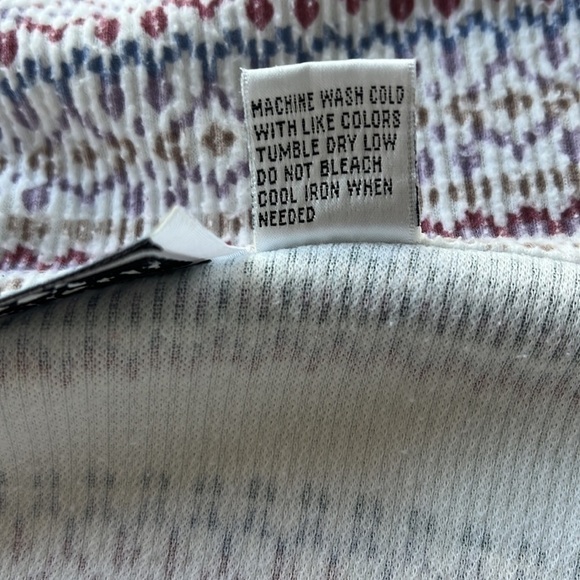 MACHINE WASH COLD
WITH LIKE COLORS
TUMBLE DRY LOW
DO NOT BLEACH
COOL IRON WHEN
NEEDED